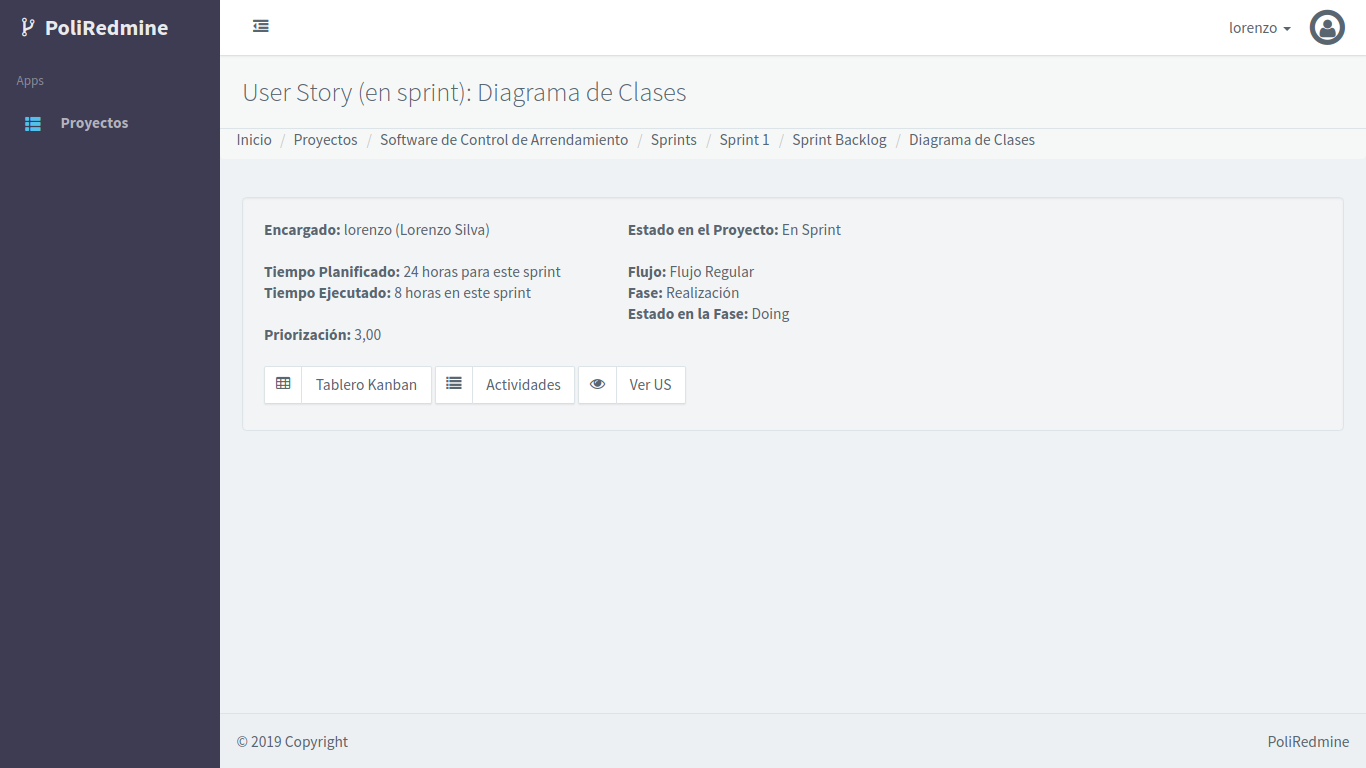 PoliRedmine
lorenzo
Apps
Proyectos
User Story (en sprint): Diagrama de Clases
Inicio / Proyectos / Software de Control de Arrendamiento / Sprints / Sprint 1 / Sprint Backlog / Diagrama de Clases
Encargado: lorenzo (Lorenzo Silva)
Tiempo Planificado: 24 horas para este sprint
Tiempo Ejecutado: 8 horas en este sprint
Priorización: 3,00
Estado en el Proyecto: En Sprint
Flujo: Flujo Regular
Fase: Realización
Estado en la Fase: Doing
Tablero Kanban
Actividades
Ver US
© 2019 Copyright
PoliRedmine